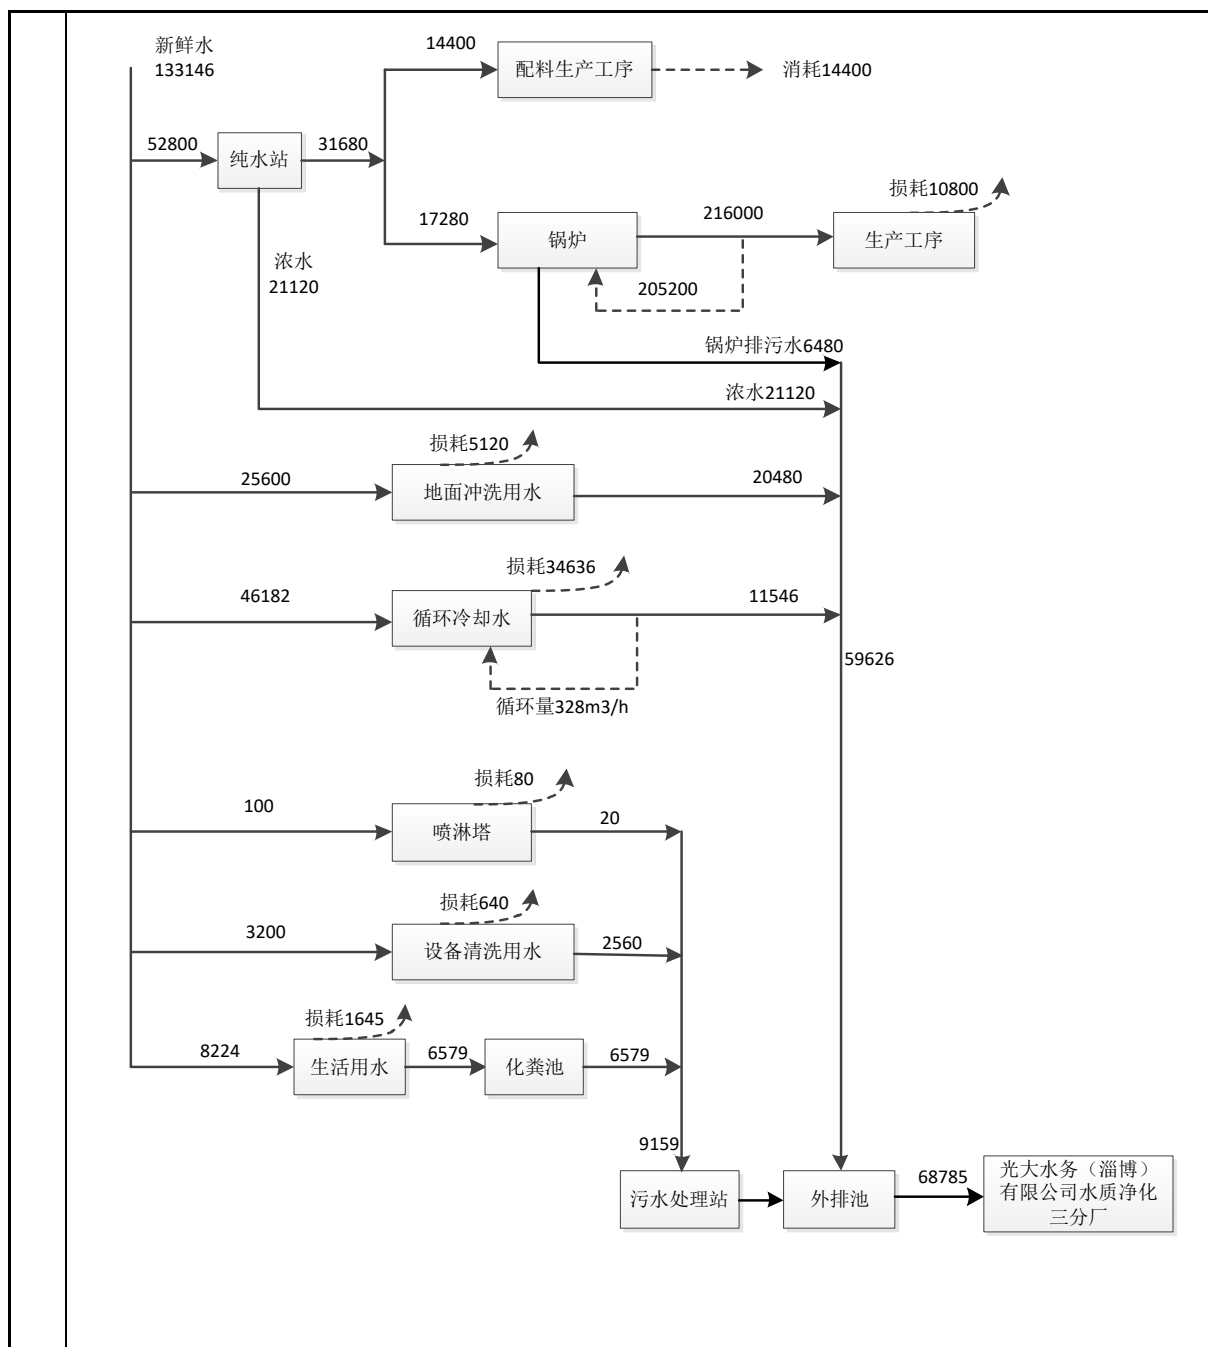 新鲜水
133146
14400
配料生产工序
消耗14400
52800
纯水站
31680
17280
锅炉
216000
损耗10800
生产工序
205200
浓水
21120
锅炉排污水6480
浓水21120
损耗5120
25600
地面冲洗用水
20480
损耗34636
46182
循环冷却水
11546
循环量328m3/h
59626
损耗80
100
喷淋塔
20
损耗640
3200
设备清洗用水
2560
损耗1645
8224
生活用水
6579
化粪池
6579
9159
污水处理站
外排池
68785
光大水务（淄博）
有限公司水质净化
三分厂